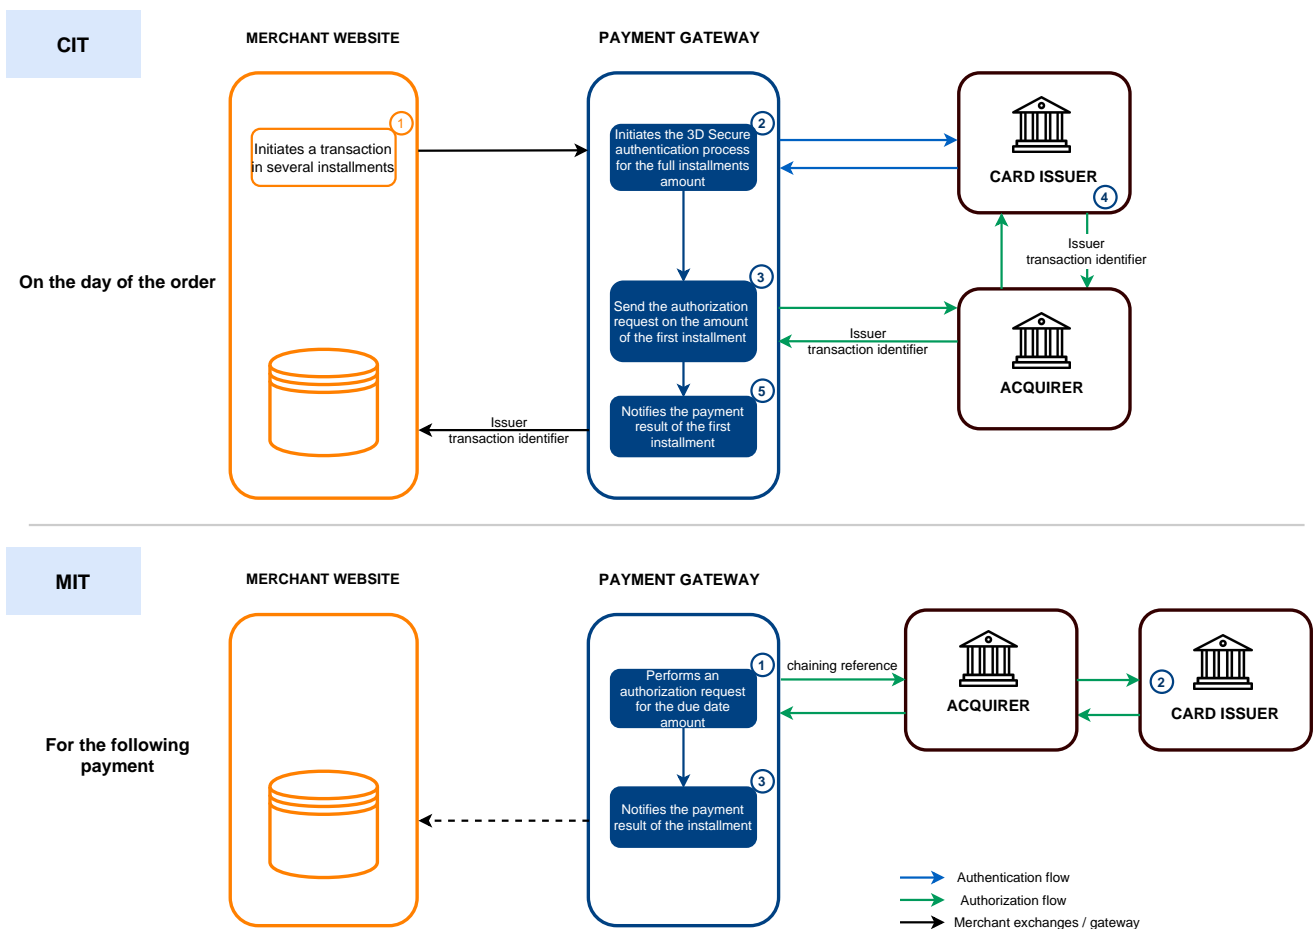 CIT
MERCHANT WEBSITE
PAYMENT GATEWAY
1
Initiates a transaction
in several installments
2
Initiates the 3D Secure
authentication process
for the full installments
amount
CARD ISSUER
4
Issuer
transaction identifier
On the day of the order
3
Send the authorization
request on the amount
of the first installment
Issuer
transaction identifier
ACQUIRER
5
Notifies the payment
result of the first
installment
Issuer
transaction identifier
MIT
MERCHANT WEBSITE
PAYMENT GATEWAY
1
Performs an
authorization request
for the due date
amount
chaining reference
ACQUIRER
2
CARD ISSUER
For the following
payment
3
Notifies the payment
result of the installment
Authentication flow
Authorization flow
Merchant exchanges / gateway